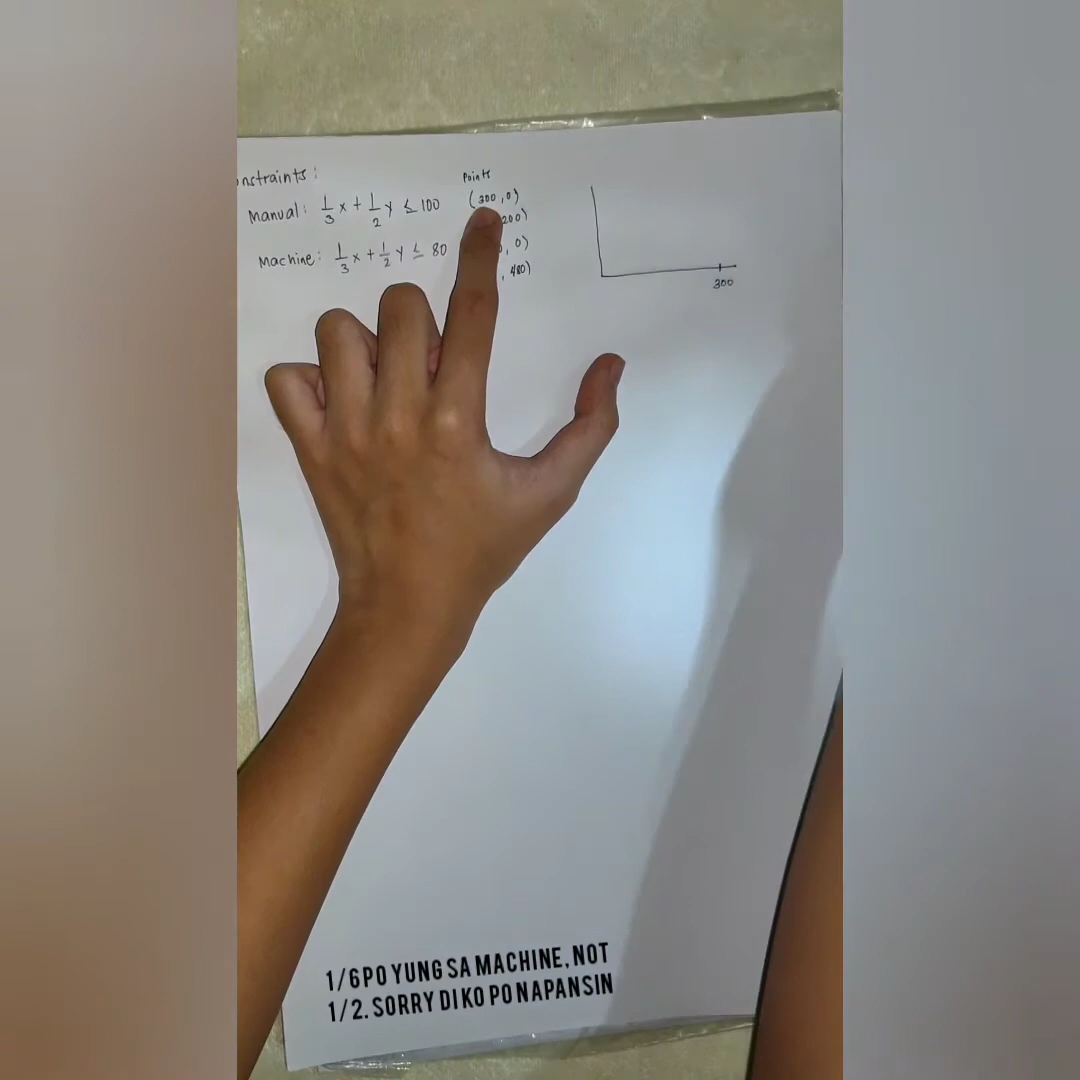 nstraints:
Manual: 1/3 x + 1/2 y ≤ 100
Machine: 1/3 x + 1/2 y ≤ 80
Points
(300, 0)
200)
, 0)
, 480)
300
1/6 PO YUNG SA MACHINE, NOT
1/2. SORRY DI KO PO NAPANSIN